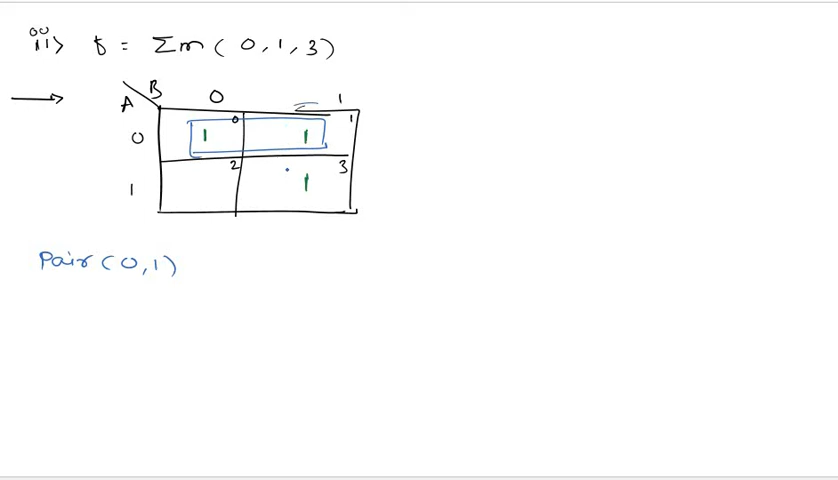 iii> f = Σm ( 0, 1, 3 )
B 0 1
A
0 1 0 1 1
1 2 1 3
Pair ( 0, 1 )